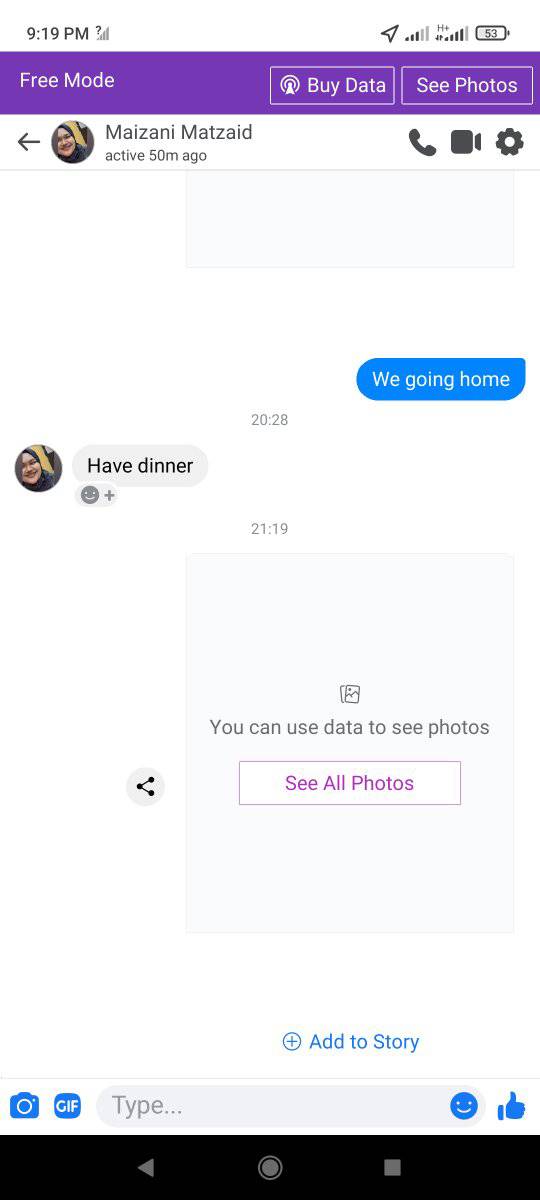 9:19 PM ?
H+
53
Free Mode
Buy Data
See Photos
Maizani Matzaid
active 50m ago
We going home
20:28
Have dinner
21:19
You can use data to see photos
See All Photos
Add to Story
GIF
Type...